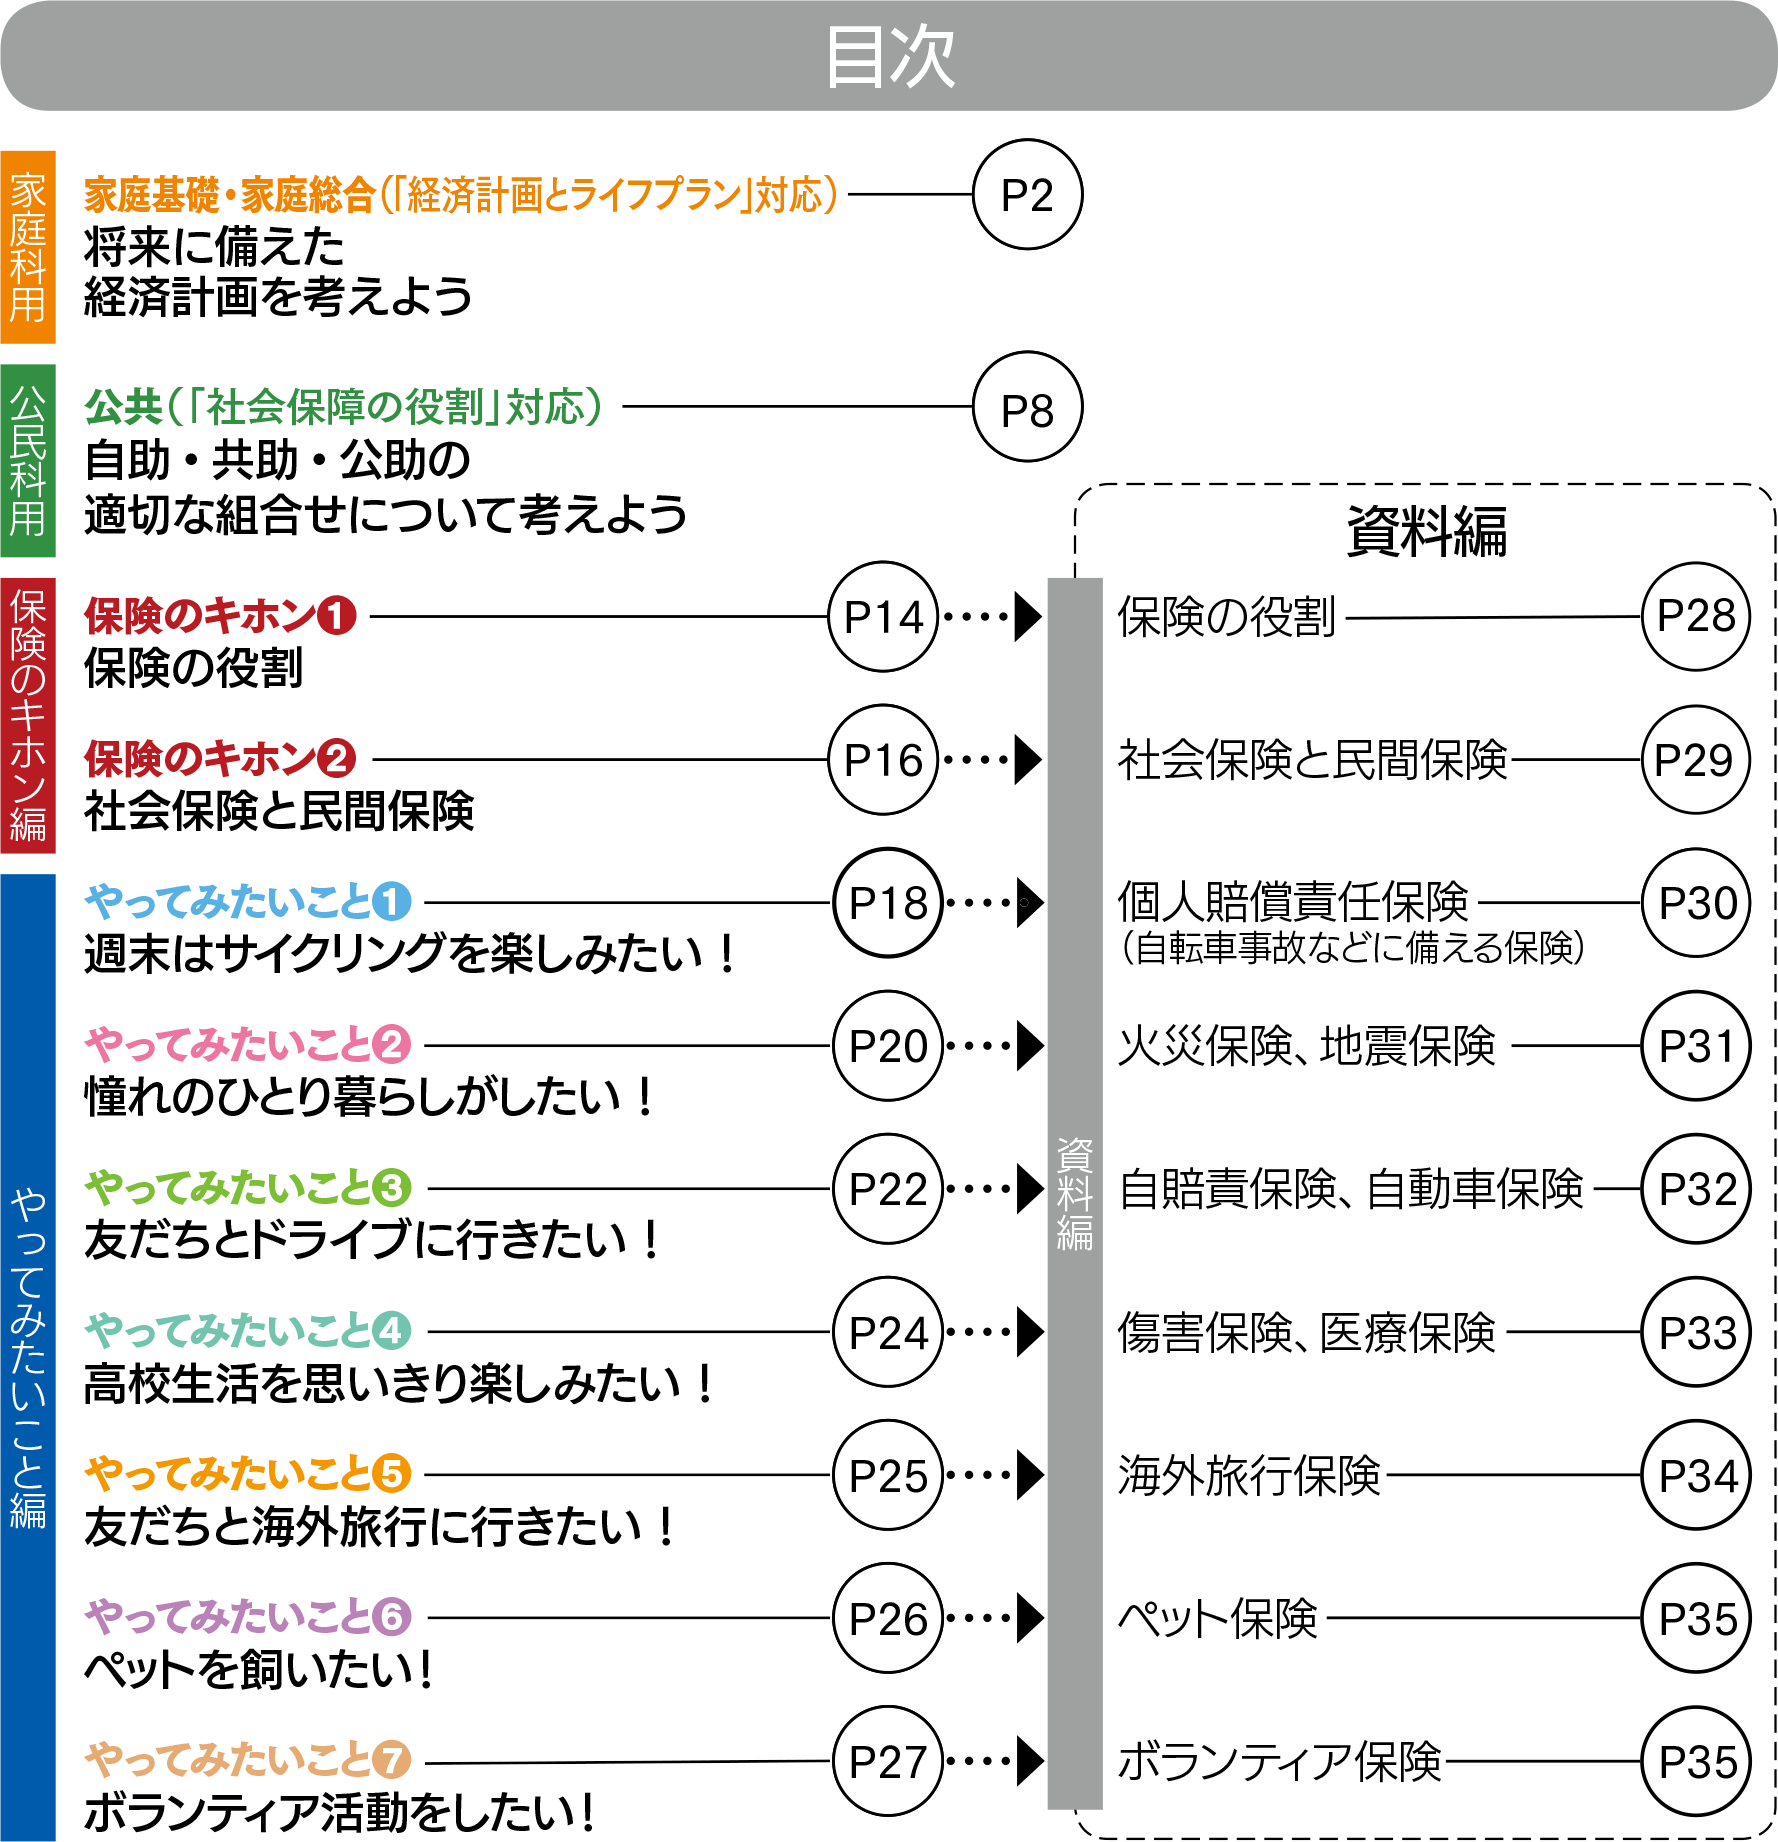 目次
家庭科用
家庭基礎・家庭総合（「経済計画とライフプラン」対応）
P2
将来に備えた
経済計画を考えよう
公民科用
公共（「社会保障の役割」対応）
P8
自助・共助・公助の
適切な組合せについて考えよう
資料編
保険のキホン編
保険のキホン❶
P14
保険の役割
P28
保険の役割
保険のキホン❷
P16
社会保険と民間保険
P29
社会保険と民間保険
やってみたいこと編
資料編
やってみたいこと❶
P18
個人賠償責任保険
P30
週末はサイクリングを楽しみたい！
（自転車事故などに備える保険）
やってみたいこと❷
P20
火災保険、地震保険
P31
憧れのひとり暮らしがしたい！
やってみたいこと❸
P22
自賠責保険、自動車保険
P32
友だちとドライブに行きたい！
やってみたいこと❹
P24
傷害保険、医療保険
P33
高校生活を思いきり楽しみたい！
やってみたいこと❺
P25
海外旅行保険
P34
友だちと海外旅行に行きたい！
やってみたいこと❻
P26
ペット保険
P35
ペットを飼いたい！
やってみたいこと❼
P27
ボランティア保険
P35
ボランティア活動をしたい！